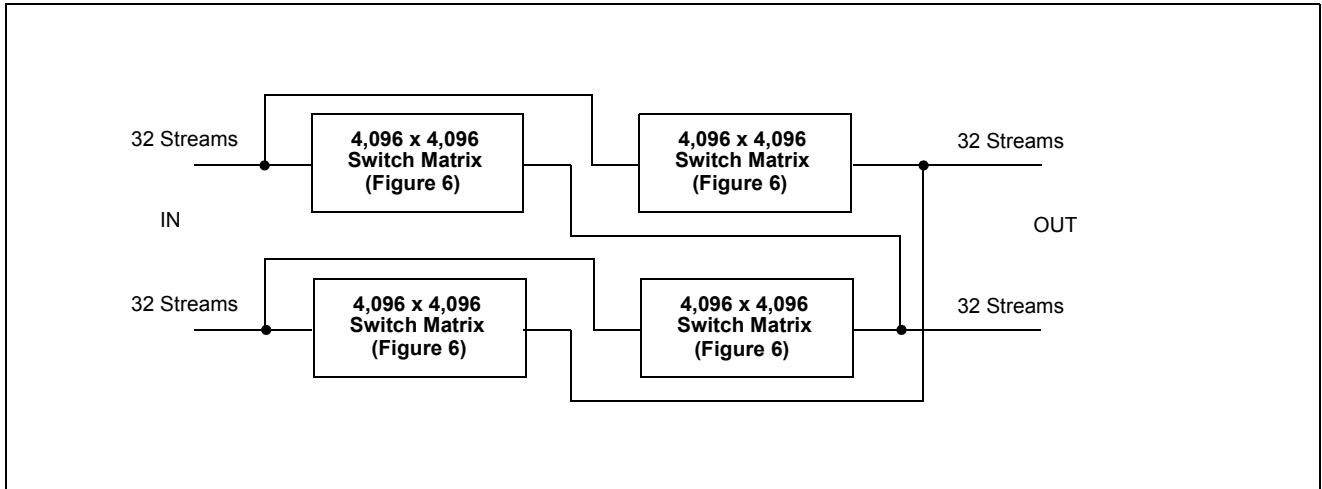 32 Streams
4,096 x 4,096
Switch Matrix
(Figure 6)
4,096 x 4,096
Switch Matrix
(Figure 6)
32 Streams
IN
OUT
32 Streams
4,096 x 4,096
Switch Matrix
(Figure 6)
4,096 x 4,096
Switch Matrix
(Figure 6)
32 Streams